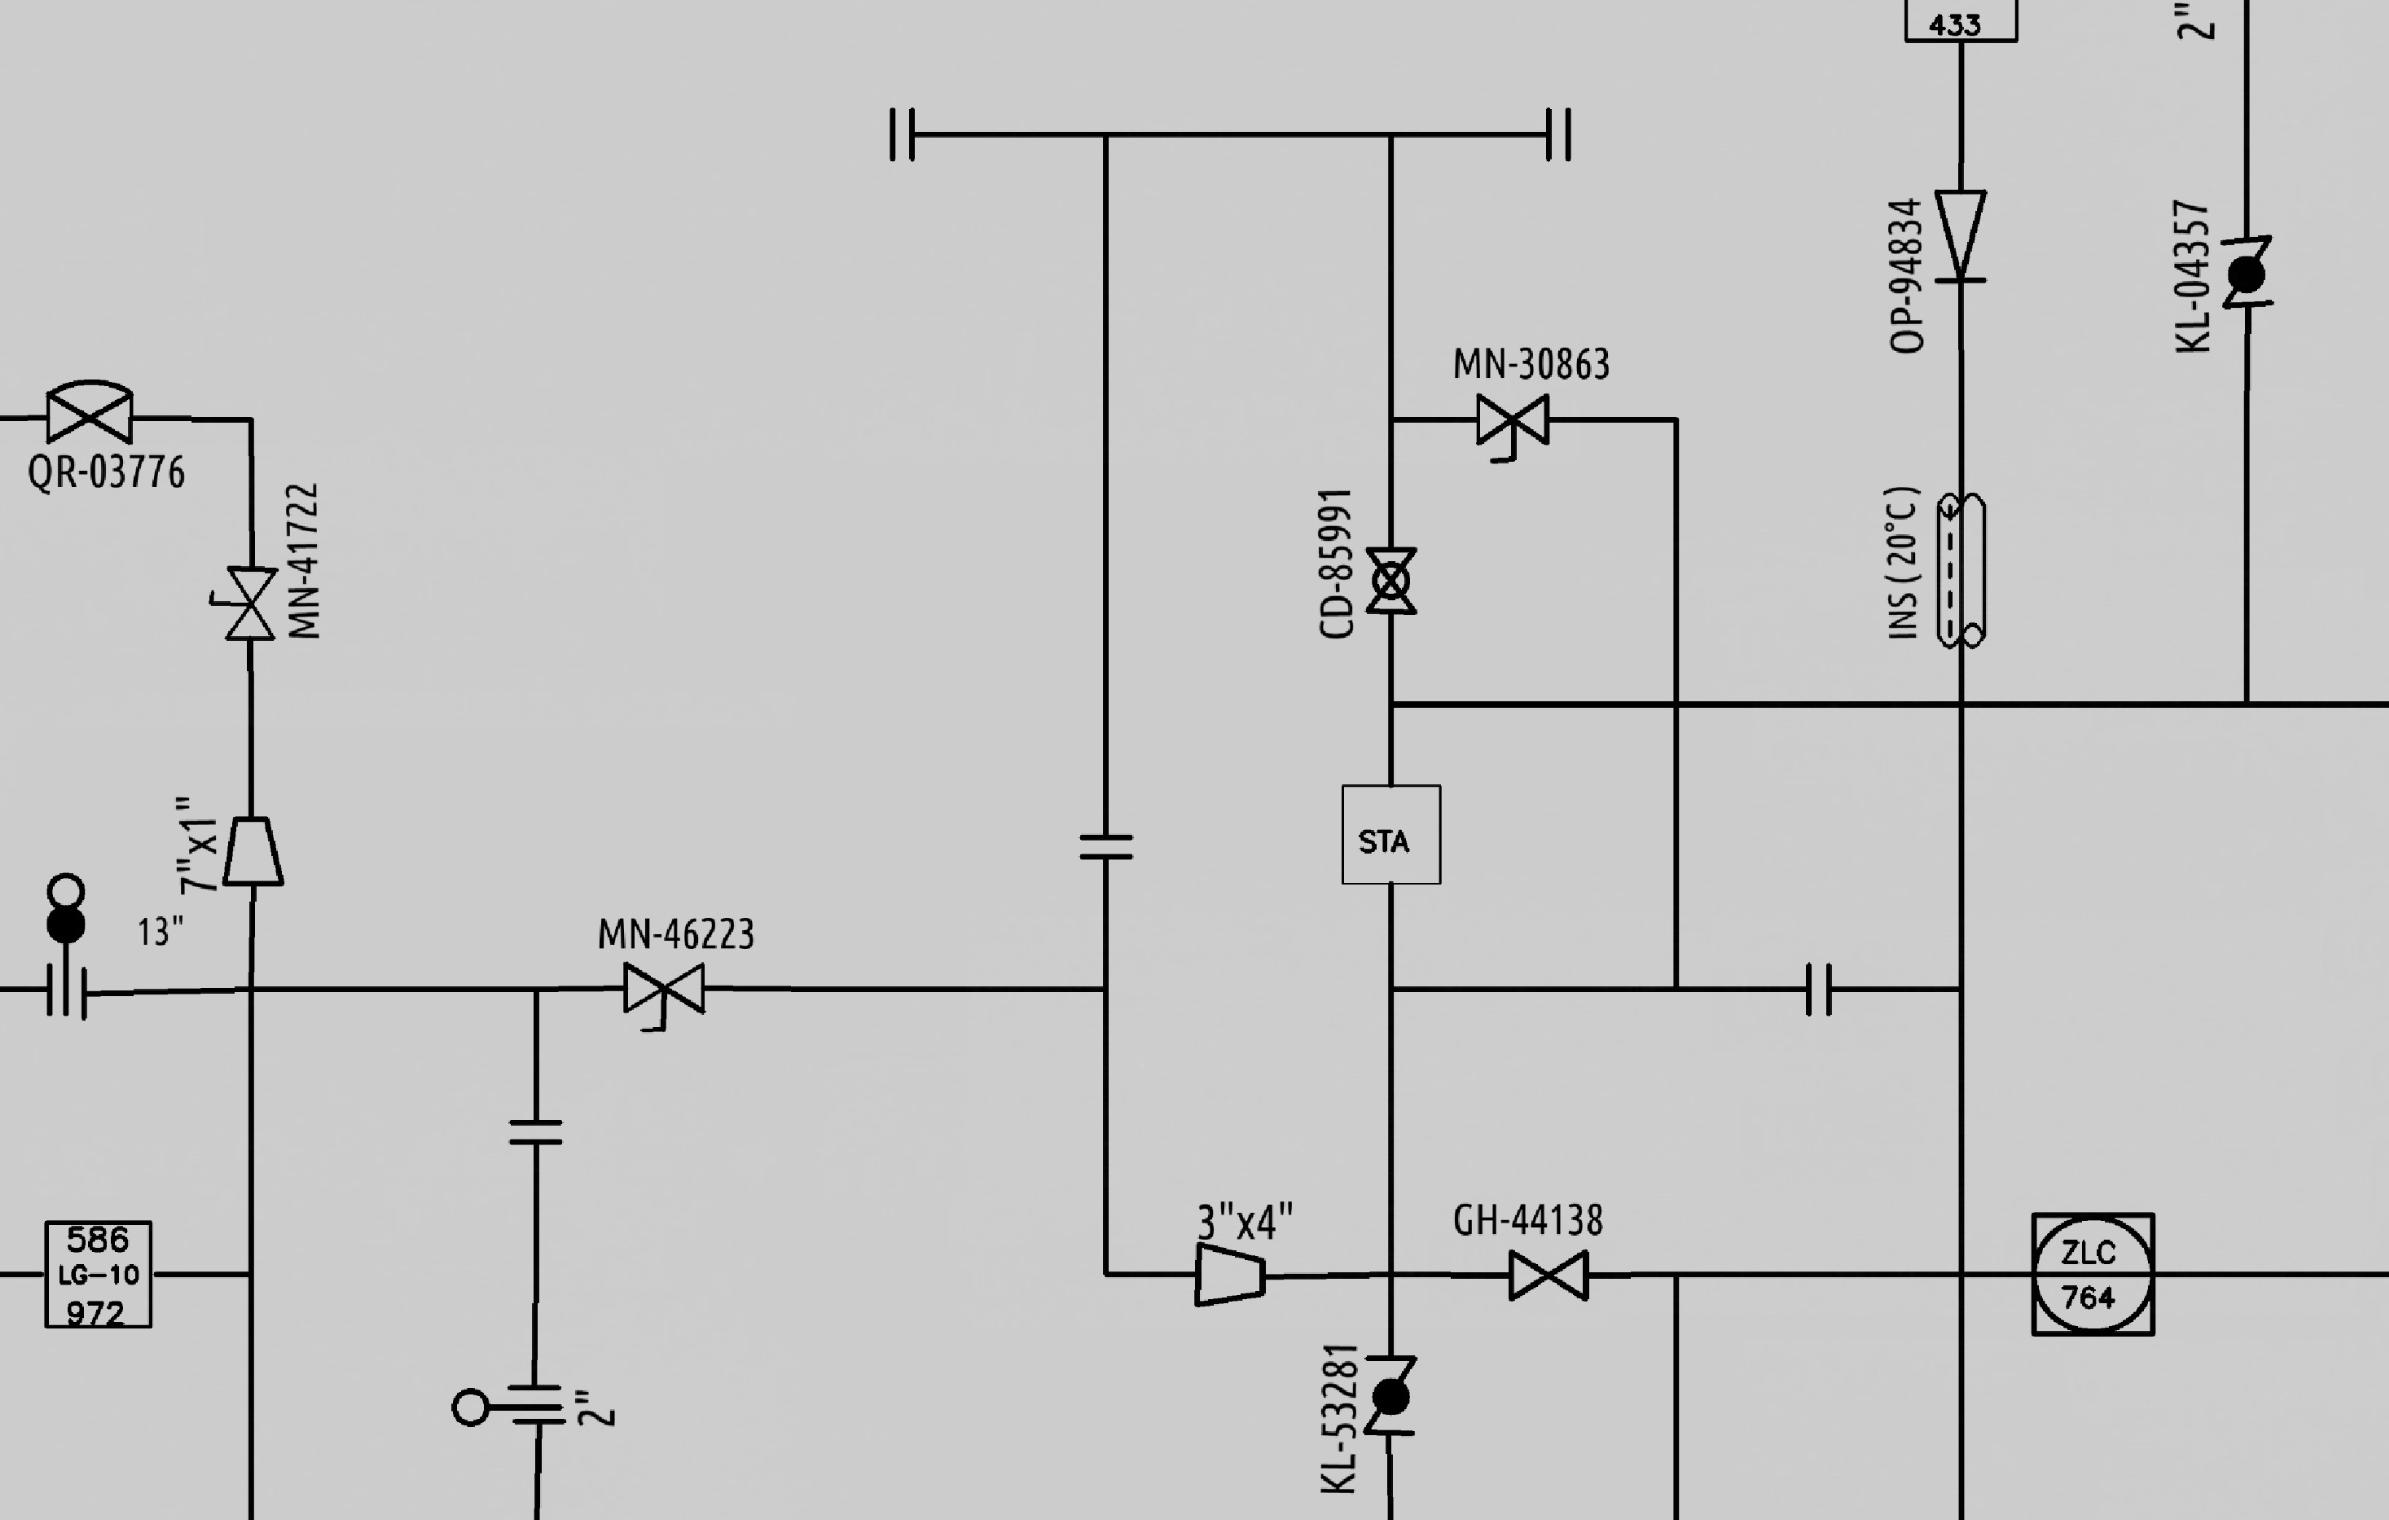 433
2"
OP-94834
KL-04357
MN-30863
QR-03776
MN-41722
CD-85991
INS(20°C)
7"x1"
STA
13"
MN-46223
3"x4"
GH-44138
586
LG-10
972
ZLC
764
KL-53281
2"